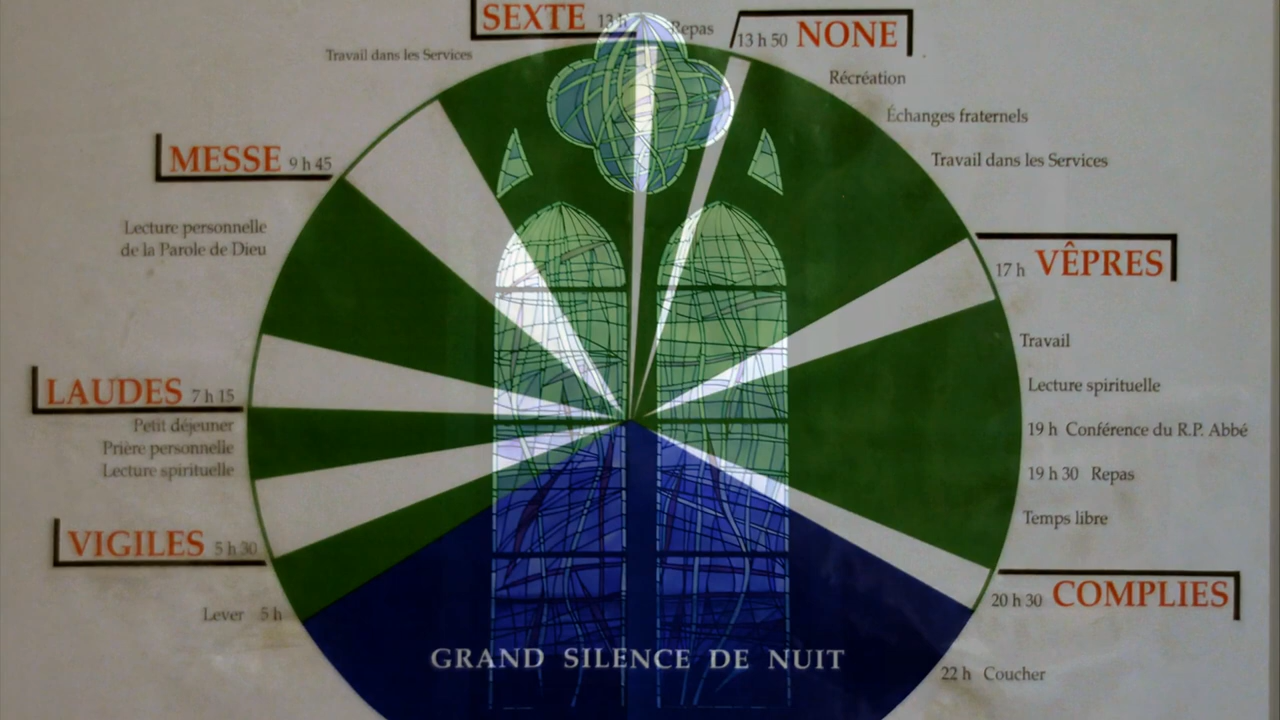 SEXTE 13 h
Repas
13 h 50 NONE
Travail dans les Services
Récréation
Échanges fraternels
Travail dans les Services
MESSE 9 h 45
Lecture personnelle
de la Parole de Dieu
VÊPRES
17 h
Travail
Lecture spirituelle
19 h Conférence du R.P. Abbé
19 h 30 Repas
Temps libre
LAUDES 7 h 15
Petit déjeuner
Prière personnelle
Lecture spirituelle
VIGILES 5 h 30
Lever 5 h
20 h 30 COMPLIES
GRAND SILENCE DE NUIT
22 h Coucher